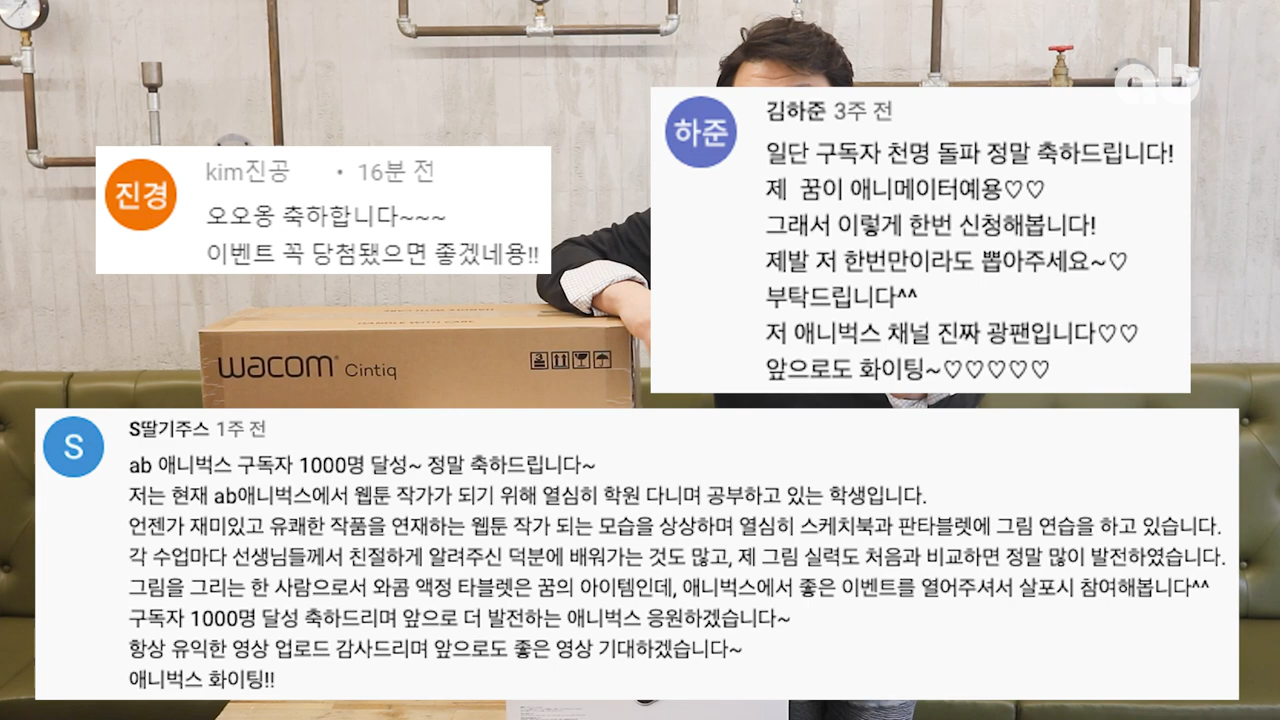 ab
진경
kim진공 • 16분 전
오오옹 축하합니다~~~
이벤트 꼭 당첨됐으면 좋겠네용!!
하준
김하준 3주 전
일단 구독자 천명 돌파 정말 축하드립니다!
제 꿈이 애니메이터예용♡♡
그래서 이렇게 한번 신청해봅니다!
제발 저 한번만이라도 뽑아주세요~♡
부탁드립니다^^
저 애니벅스 채널 진짜 광팬입니다♡♡
앞으로도 화이팅~♡♡♡♡♡
wacom Cintiq
S
S딸기주스 1주 전
ab 애니벅스 구독자 1000명 달성~ 정말 축하드립니다~
저는 현재 ab애니벅스에서 웹툰 작가가 되기 위해 열심히 학원 다니며 공부하고 있는 학생입니다.
언젠가 재미있고 유쾌한 작품을 연재하는 웹툰 작가 되는 모습을 상상하며 열심히 스케치북과 판타블렛에 그림 연습을 하고 있습니다.
각 수업마다 선생님들께서 친절하게 알려주신 덕분에 배워가는 것도 많고, 제 그림 실력도 처음과 비교하면 정말 많이 발전하였습니다.
그림을 그리는 한 사람으로서 와콤 액정 타블렛은 꿈의 아이템인데, 애니벅스에서 좋은 이벤트를 열어주셔서 살포시 참여해봅니다^^
구독자 1000명 달성 축하드리며 앞으로 더 발전하는 애니벅스 응원하겠습니다~
항상 유익한 영상 업로드 감사드리며 앞으로도 좋은 영상 기대하겠습니다~
애니벅스 화이팅!!